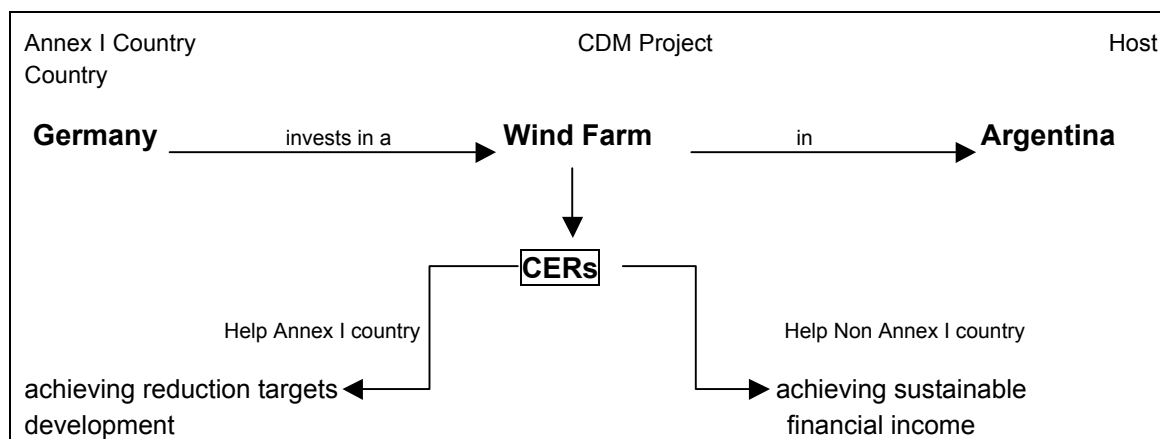 Annex I Country CDM Project Host
Country
Germany invests in a Wind Farm in Argentina
CERs
Help Annex I country Help Non Annex I country
achieving reduction targets achieving sustainable
development financial income